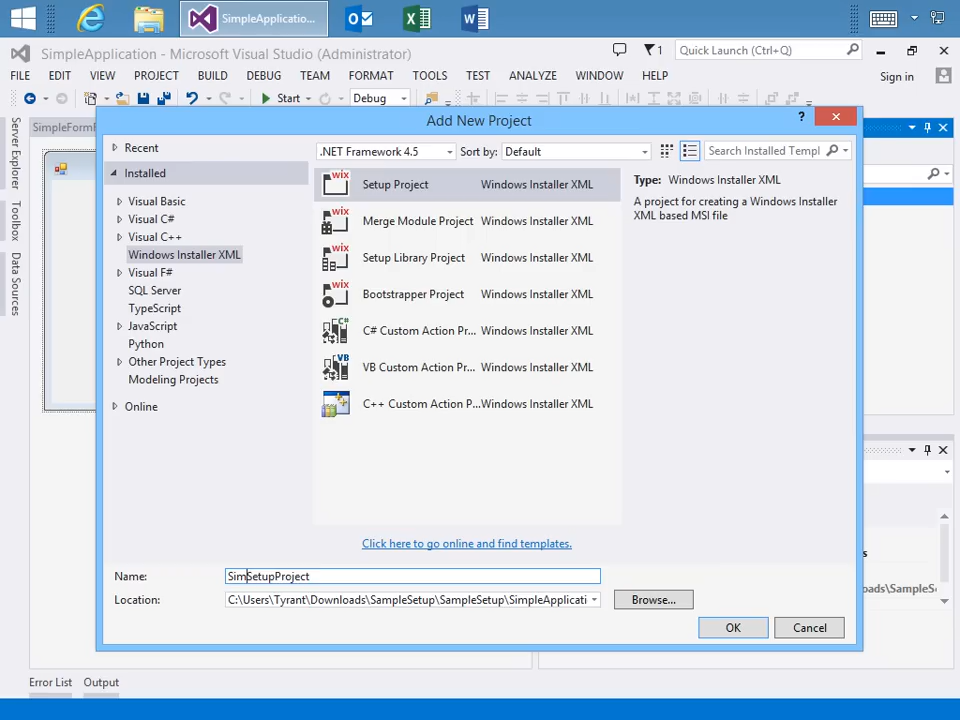 SimpleApplicatio...
SimpleApplication - Microsoft Visual Studio (Administrator)
1
Quick Launch (Ctrl+Q)
FILE EDIT VIEW PROJECT BUILD DEBUG TEAM FORMAT TOOLS TEST ANALYZE WINDOW HELP
Sign in
Start
Debug
Server Explorer
Toolbox
Data Sources
Add New Project
?
Recent
Installed
Visual Basic
Visual C#
Visual C++
Windows Installer XML
Visual F#
SQL Server
TypeScript
JavaScript
Python
Other Project Types
Modeling Projects
Online
.NET Framework 4.5
Sort by: Default
Search Installed Templ
wix Setup Project Windows Installer XML
wix Merge Module Project Windows Installer XML
wix Setup Library Project Windows Installer XML
wix Bootstrapper Project Windows Installer XML
C# C# Custom Action Pr... Windows Installer XML
VB VB Custom Action Pr... Windows Installer XML
C++ Custom Action P... Windows Installer XML
Type: Windows Installer XML
A project for creating a Windows Installer
XML based MSI file
Click here to go online and find templates.
Name: SimSetupProject
Location: C:\Users\Tyrant\Downloads\SampleSetup\SampleSetup\SimpleApplicati
Browse...
OK Cancel
Error List Output